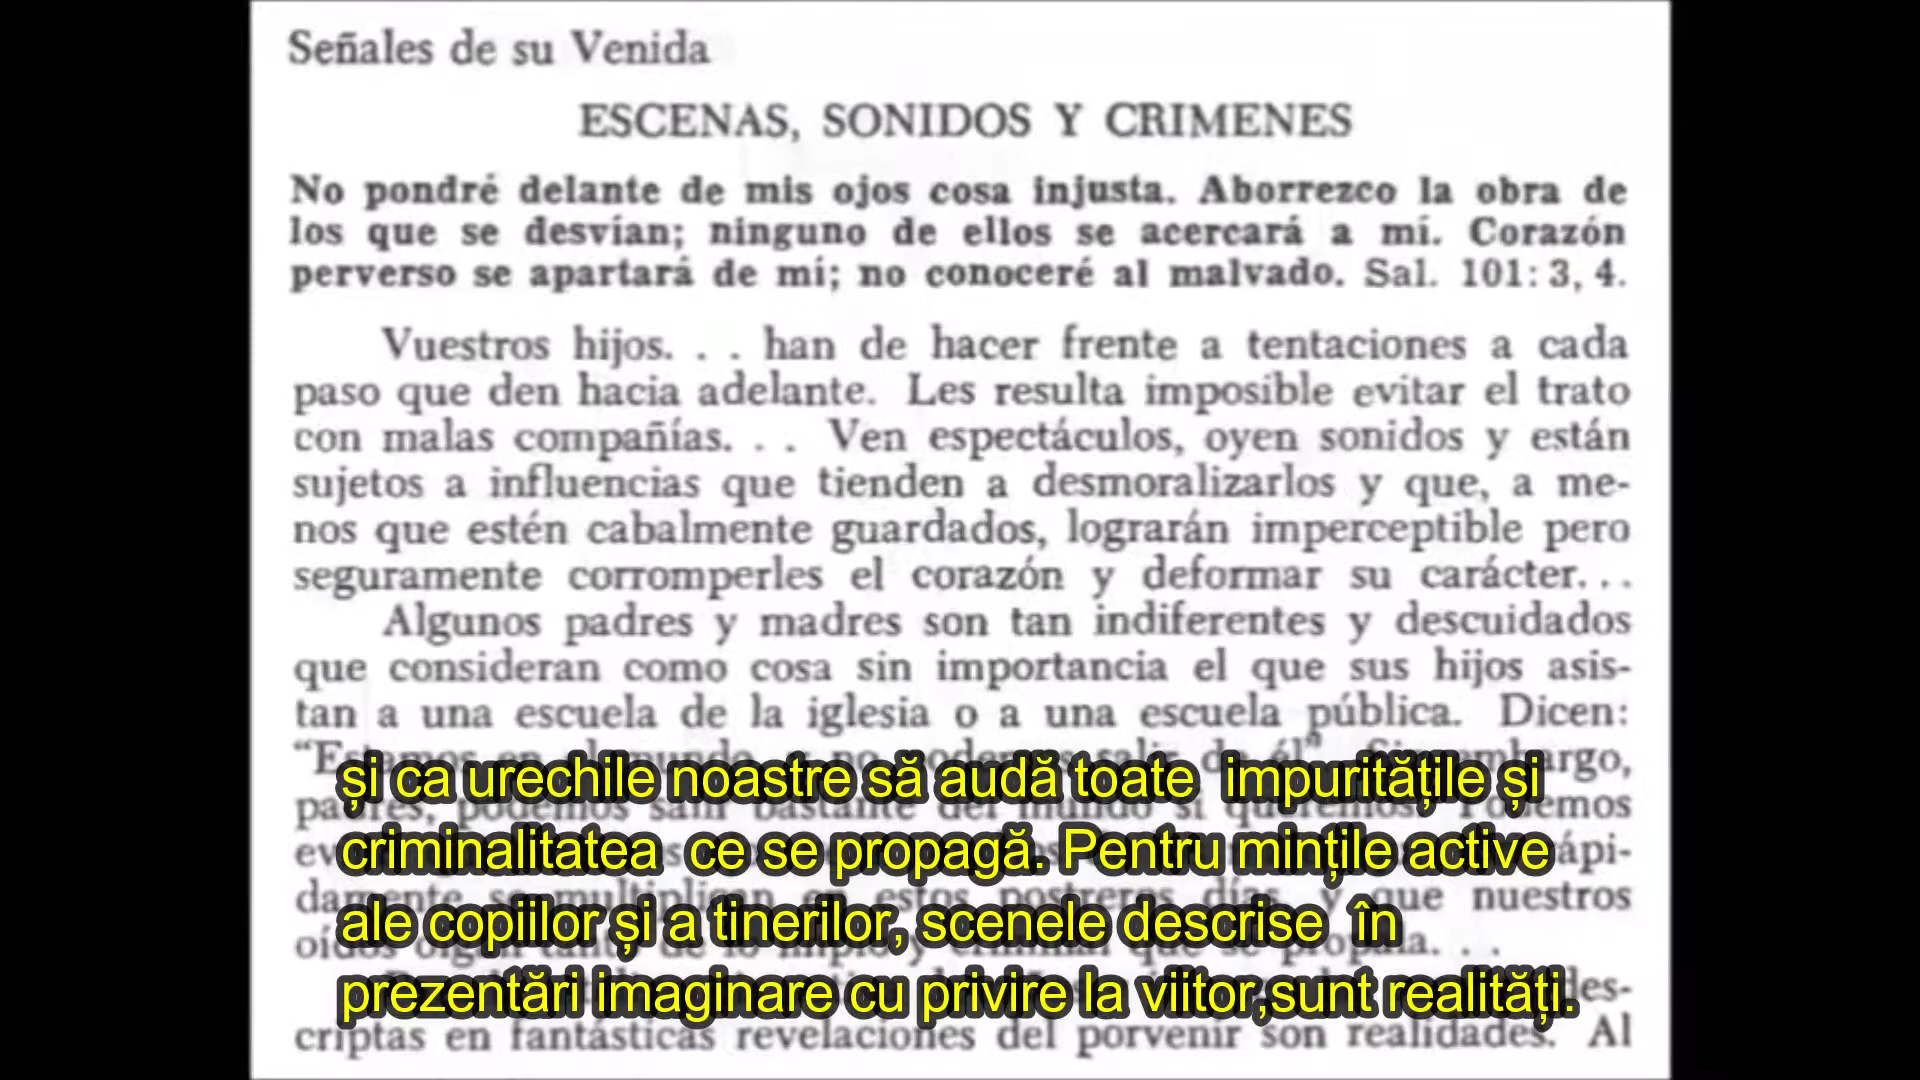 Señales de su Venida
ESCENAS, SONIDOS Y CRIMENES
No pondré delante de mis ojos cosa injusta. Aborrezco la obra de
los que se desvían; ninguno de ellos se acercará a mí. Corazón
perverso se apartará de mí; no conoceré al malvado. Sal. 101: 3, 4.
Vuestros hijos. . . han de hacer frente a tentaciones a cada
paso que den hacia adelante. Les resulta imposible evitar el trato
con malas compañías. . . Ven espectáculos, oyen sonidos y están
sujetos a influencias que tienden a desmoralizarlos y que, a me-
nos que estén cabalmente guardados, lograrán imperceptible pero
seguramente corromperles el corazón y deformar su carácter. . .
Algunos padres y madres son tan indiferentes y descuidados
que consideran como cosa sin importancia el que sus hijos asis-
tan a una escuela de la iglesia o a una escuela pública. Dicen:
și ca urechile noastre să audă toate impuritățile și
criminalitatea ce se propagă. Pentru mințile active
ale copiilor și a tinerilor, scenele descrise în
prezentări imaginare cu privire la viitor,sunt realități.
criptas en fantásticas revelaciones del porvenir son realidades. Al